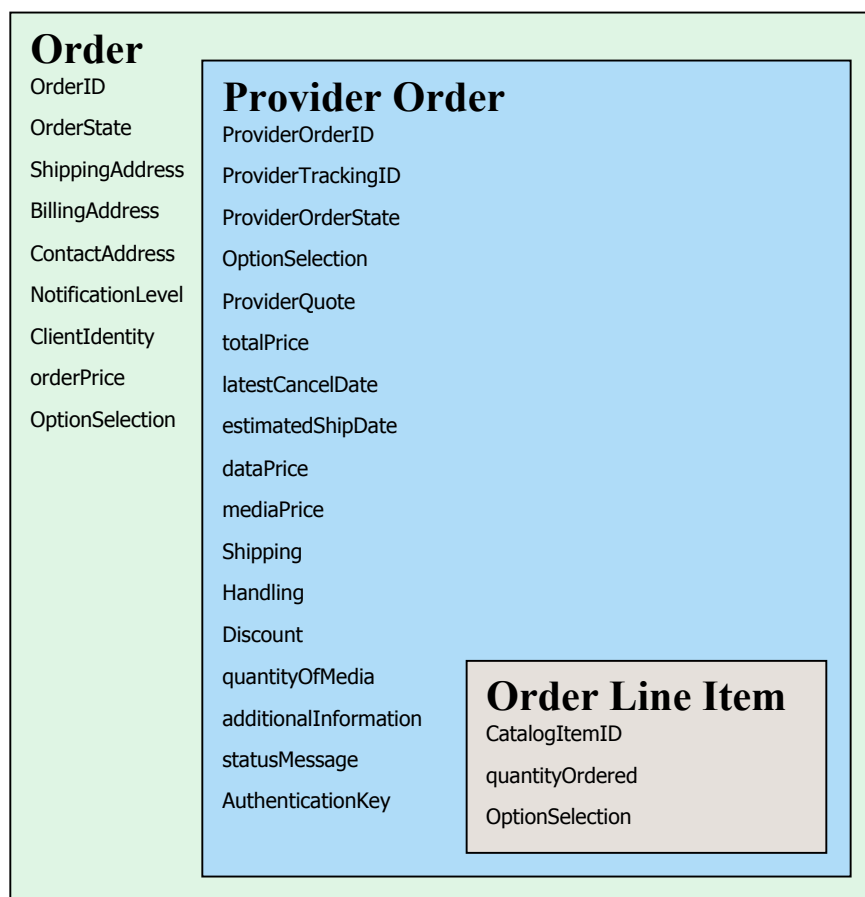 Order
OrderID
OrderState
ShippingAddress
BillingAddress
ContactAddress
NotificationLevel
ClientIdentity
orderPrice
OptionSelection
Provider Order
ProviderOrderID
ProviderTrackingID
ProviderOrderState
OptionSelection
ProviderQuote
totalPrice
latestCancelDate
estimatedShipDate
dataPrice
mediaPrice
Shipping
Handling
Discount
quantityOfMedia
additionalInformation
statusMessage
AuthenticationKey
Order Line Item
CatalogItemID
quantityOrdered
OptionSelection